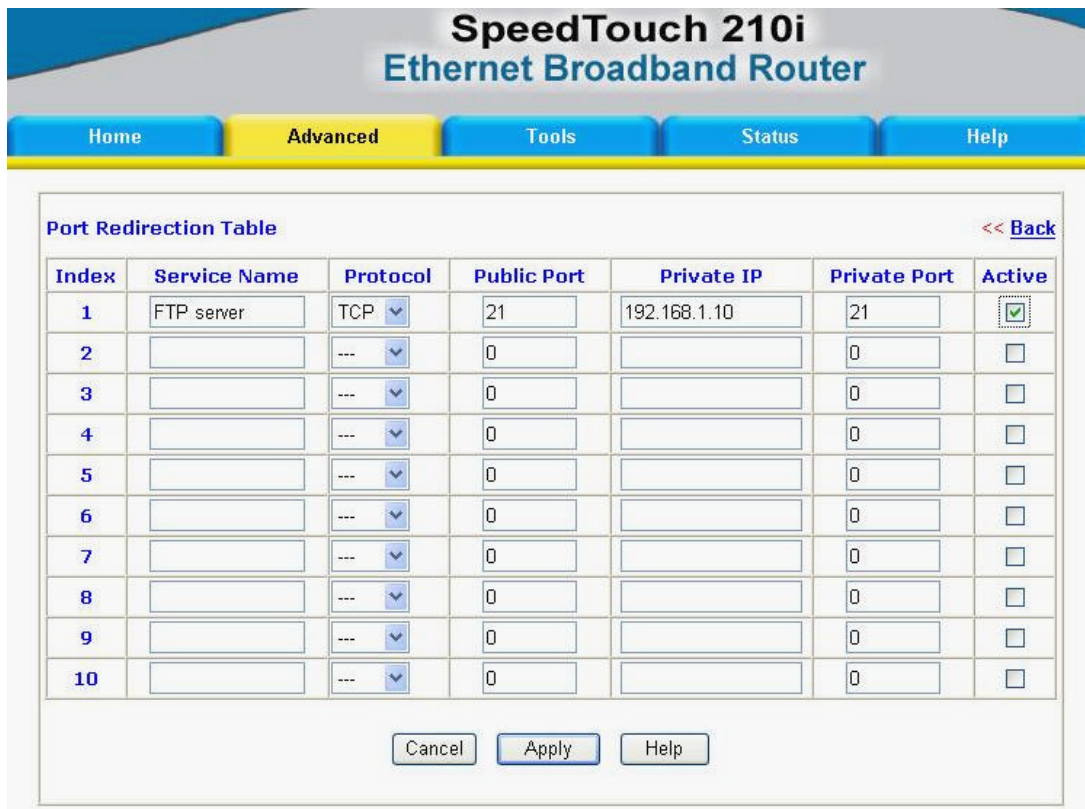 SpeedTouch 210i
Ethernet Broadband Router
Home Advanced Tools Status Help
Port Redirection Table << Back
Index Service Name Protocol Public Port Private IP Private Port Active
1 FTP server TCP 21 192.168.1.10 21
2 --- 0 0
3 --- 0 0
4 --- 0 0
5 --- 0 0
6 --- 0 0
7 --- 0 0
8 --- 0 0
9 --- 0 0
10 --- 0 0
Cancel Apply Help